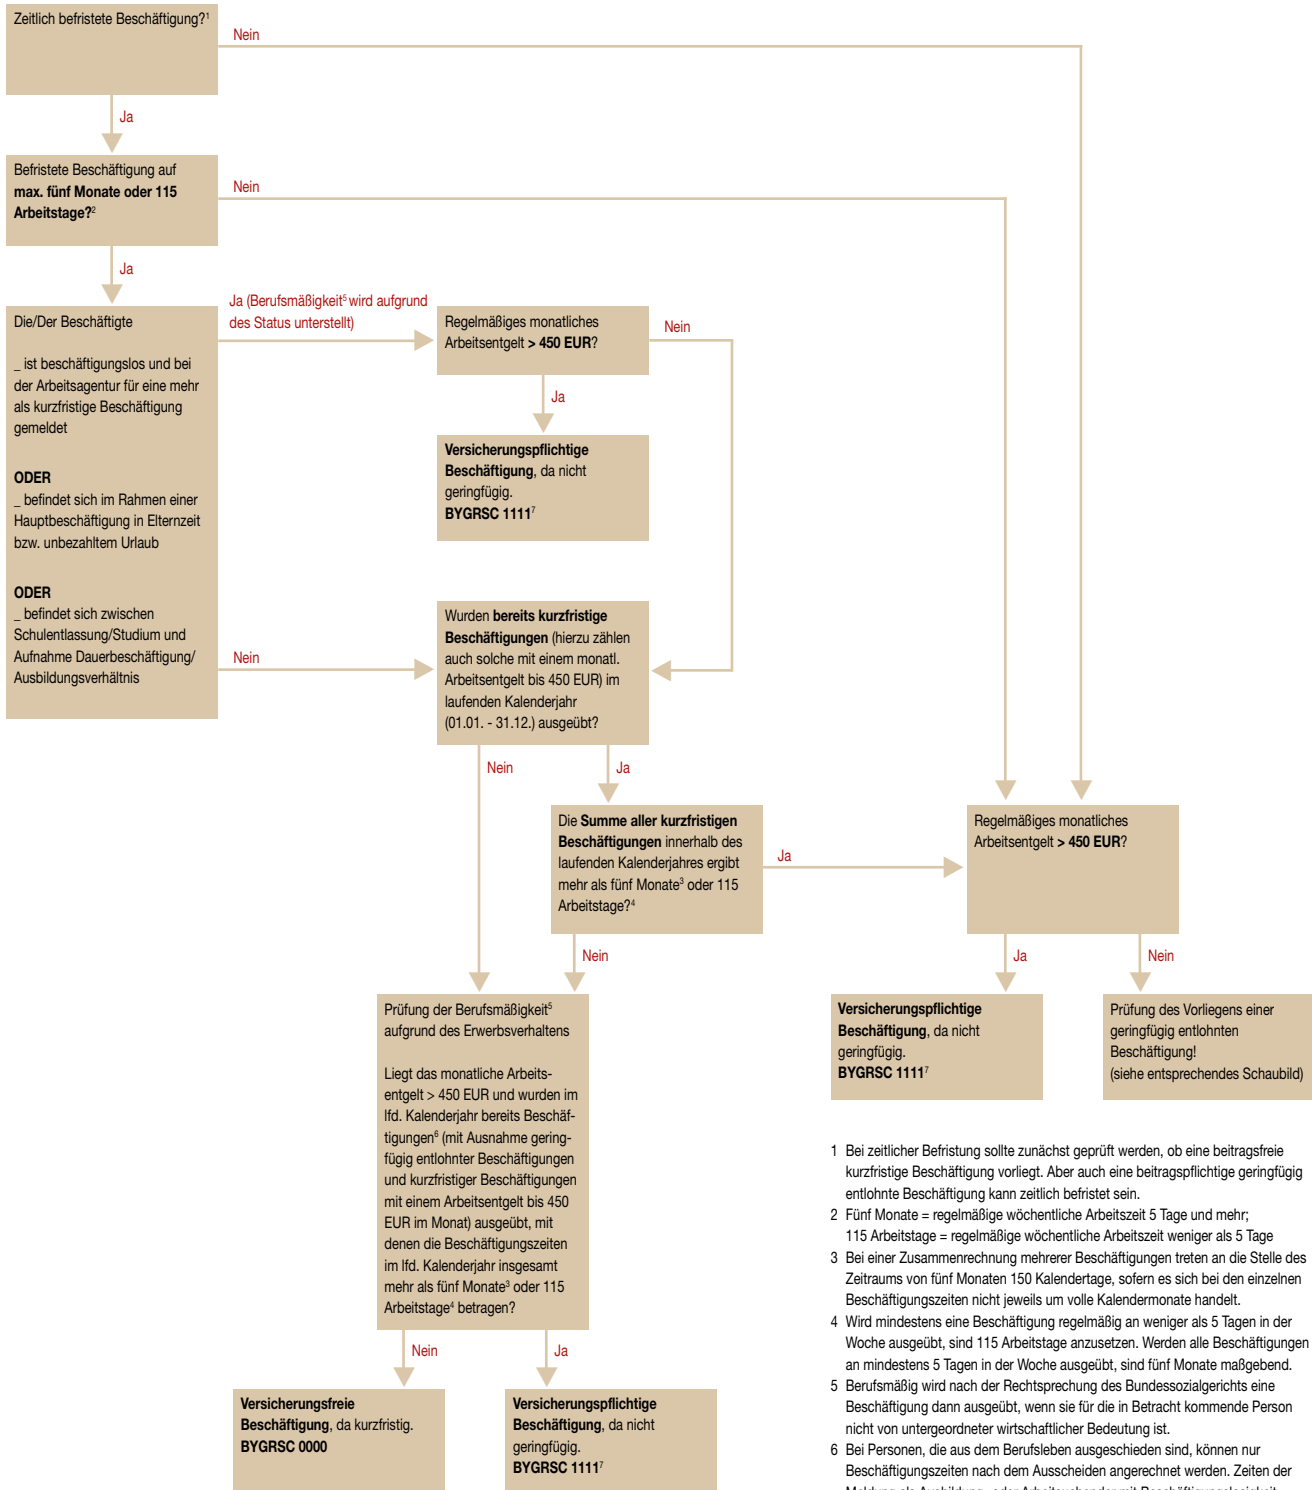 Zeitlich befristete Beschäftigung?¹
Nein
Ja
Befristete Beschäftigung auf
max. fünf Monate oder 115
Arbeitstage?²
Nein
Ja
Die/Der Beschäftigte
_ ist beschäftigungslos und bei
der Arbeitsagentur für eine mehr
als kurzfristige Beschäftigung
gemeldet
ODER
_ befindet sich im Rahmen einer
Hauptbeschäftigung in Elternzeit
bzw. unbezahltem Urlaub
ODER
_ befindet sich zwischen
Schulentlassung/Studium und
Aufnahme Dauerbeschäftigung/
Ausbildungsverhältnis
Ja (Berufsmäßigkeit⁵ wird aufgrund
des Status unterstellt)
Regelmäßiges monatliches
Arbeitsentgelt > 450 EUR?
Nein
Ja
Versicherungspflichtige
Beschäftigung, da nicht
geringfügig.
BYGRSC 1111⁷
Nein
Wurden bereits kurzfristige
Beschäftigungen (hierzu zählen
auch solche mit einem monatl.
Arbeitsentgelt bis 450 EUR) im
laufenden Kalenderjahr
(01.01. - 31.12.) ausgeübt?
Nein
Ja
Die Summe aller kurzfristigen
Beschäftigungen innerhalb des
laufenden Kalenderjahres ergibt
mehr als fünf Monate³ oder 115
Arbeitstage?⁴
Ja
Nein
Regelmäßiges monatliches
Arbeitsentgelt > 450 EUR?
Ja
Nein
Versicherungspflichtige
Beschäftigung, da nicht
geringfügig.
BYGRSC 1111⁷
Prüfung des Vorliegens einer
geringfügig entlohnten
Beschäftigung!
(siehe entsprechendes Schaubild)
Prüfung der Berufsmäßigkeit⁵
aufgrund des Erwerbsverhaltens
Liegt das monatliche Arbeits-
entgelt > 450 EUR und wurden im
lfd. Kalenderjahr bereits Beschäf-
tigungen⁶ (mit Ausnahme gering-
fügig entlohnter Beschäftigungen
und kurzfristiger Beschäftigungen
mit einem Arbeitsentgelt bis 450
EUR im Monat) ausgeübt, mit
denen die Beschäftigungszeiten
im lfd. Kalenderjahr insgesamt
mehr als fünf Monate³ oder 115
Arbeitstage⁴ betragen?
Nein
Ja
Versicherungsfreie
Beschäftigung, da kurzfristig.
BYGRSC 0000
Versicherungspflichtige
Beschäftigung, da nicht
geringfügig.
BYGRSC 1111⁷
1 Bei zeitlicher Befristung sollte zunächst geprüft werden, ob eine beitragsfreie
kurzfristige Beschäftigung vorliegt. Aber auch eine beitragspflichtige geringfügig
entlohnte Beschäftigung kann zeitlich befristet sein.
2 Fünf Monate = regelmäßige wöchentliche Arbeitszeit 5 Tage und mehr;
115 Arbeitstage = regelmäßige wöchentliche Arbeitszeit weniger als 5 Tage
3 Bei einer Zusammenrechnung mehrerer Beschäftigungen treten an die Stelle des
Zeitraums von fünf Monaten 150 Kalendertage, sofern es sich bei den einzelnen
Beschäftigungszeiten nicht jeweils um volle Kalendermonate handelt.
4 Wird mindestens eine Beschäftigung regelmäßig an weniger als 5 Tagen in der
Woche ausgeübt, sind 115 Arbeitstage anzusetzen. Werden alle Beschäftigungen
an mindestens 5 Tagen in der Woche ausgeübt, sind fünf Monate maßgebend.
5 Berufsmäßig wird nach der Rechtsprechung des Bundessozialgerichts eine
Beschäftigung dann ausgeübt, wenn sie für die in Betracht kommende Person
nicht von untergeordneter wirtschaftlicher Bedeutung ist.
6 Bei Personen, die aus dem Berufsleben ausgeschieden sind, können nur
Beschäftigungszeiten nach dem Ausscheiden angerechnet werden. Zeiten der